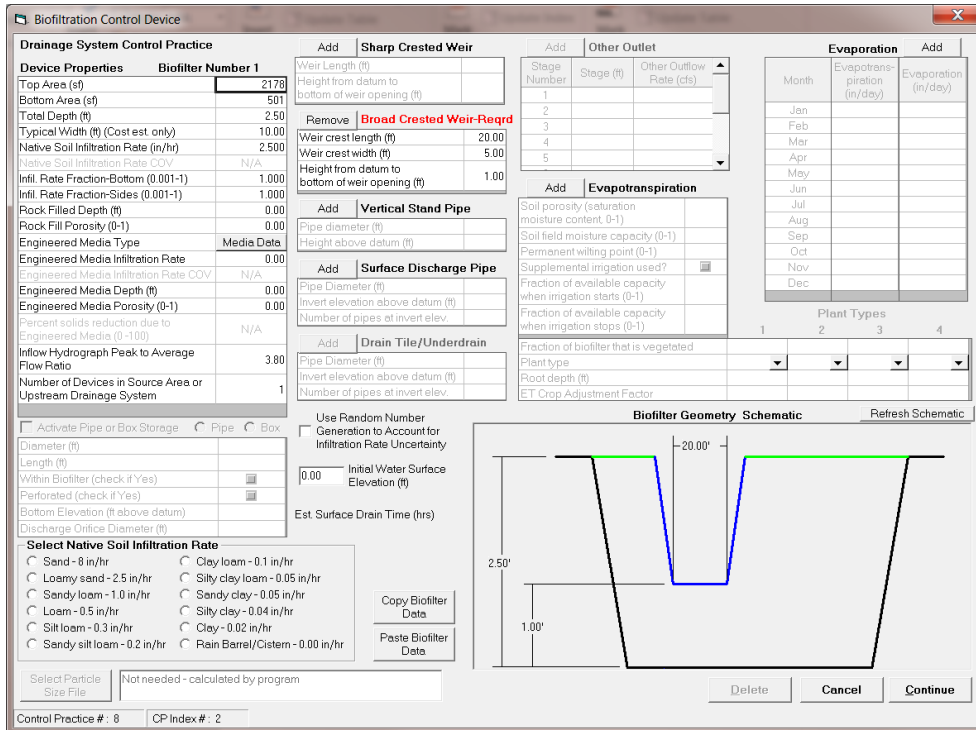 Biofiltration Control Device
Drainage System Control Practice
Device Properties Biofilter Number 1
Top Area (sf) 2178
Bottom Area (sf) 501
Total Depth (ft) 2.50
Typical Width (ft) (Cost est. only) 10.00
Native Soil Infiltration Rate (in/hr) 2.500
Native Soil Infiltration Rate COV N/A
Infil. Rate Fraction-Bottom (0.001-1) 1.000
Infil. Rate Fraction-Sides (0.001-1) 1.000
Rock Filled Depth (ft) 0.00
Rock Fill Porosity (0-1) 0.00
Engineered Media Type Media Data
Engineered Media Infiltration Rate 0.00
Engineered Media Infiltration Rate COV N/A
Engineered Media Depth (ft) 0.00
Engineered Media Porosity (0-1) 0.00
Percent solids reduction due to
Engineered Media (0 -100) N/A
Inflow Hydrograph Peak to Average
Flow Ratio 3.80
Number of Devices in Source Area or
Upstream Drainage System 1
Activate Pipe or Box Storage Pipe Box
Diameter (ft)
Length (ft)
Within Biofilter (check if Yes)
Perforated (check if Yes)
Bottom Elevation (ft above datum)
Discharge Orifice Diameter (ft)
Select Native Soil Infiltration Rate
Sand - 8 in/hr Clay loam - 0.1 in/hr
Loamy sand - 2.5 in/hr Silty clay loam - 0.05 in/hr
Sandy loam - 1.0 in/hr Sandy clay - 0.05 in/hr
Loam - 0.5 in/hr Silty clay - 0.04 in/hr
Silt loam - 0.3 in/hr Clay - 0.02 in/hr
Sandy silt loam - 0.2 in/hr Rain Barrel/Cistern - 0.00 in/hr
Select Particle
Size File
Not needed - calculated by program
Control Practice # : 8 CP Index # : 2
Add Sharp Crested Weir
Weir Length (ft)
Height from datum to
bottom of weir opening (ft)
Remove Broad Crested Weir-Reqrd
Weir crest length (ft) 20.00
Weir crest width (ft) 5.00
Height from datum to
bottom of weir opening (ft) 1.00
Add Vertical Stand Pipe
Pipe diameter (ft)
Height above datum (ft)
Add Surface Discharge Pipe
Pipe Diameter (ft)
Invert elevation above datum (ft)
Number of pipes at invert elev.
Add Drain Tile/Underdrain
Pipe Diameter (ft)
Invert elevation above datum (ft)
Number of pipes at invert elev.
Use Random Number
Generation to Account for
Infiltration Rate Uncertainty
0.00 Initial Water Surface
Elevation (ft)
Est. Surface Drain Time (hrs)
Copy Biofilter
Data
Paste Biofilter
Data
Add Other Outlet
Stage
Number Stage (ft) Other Outflow
Rate (cfs)
1
2
3
4
5
Add Evapotranspiration
Soil porosity (saturation
moisture content, 0-1)
Soil field moisture capacity (0-1)
Permanent wilting point (0-1)
Supplemental irrigation used?
Fraction of available capacity
when irrigation starts (0-1)
Fraction of available capacity
when irrigation stops (0-1)
Fraction of biofilter that is vegetated
Plant type
Root depth (ft)
ET Crop Adjustment Factor
Evaporation Add
Month Evapotrans-
piration
(in/day) Evaporation
(in/day)
Jan
Feb
Mar
Apr
May
Jun
Jul
Aug
Sep
Oct
Nov
Dec
Plant Types
1 2 3 4
Biofilter Geometry Schematic Refresh Schematic
20.00'
2.50'
1.00'
Delete Cancel Continue